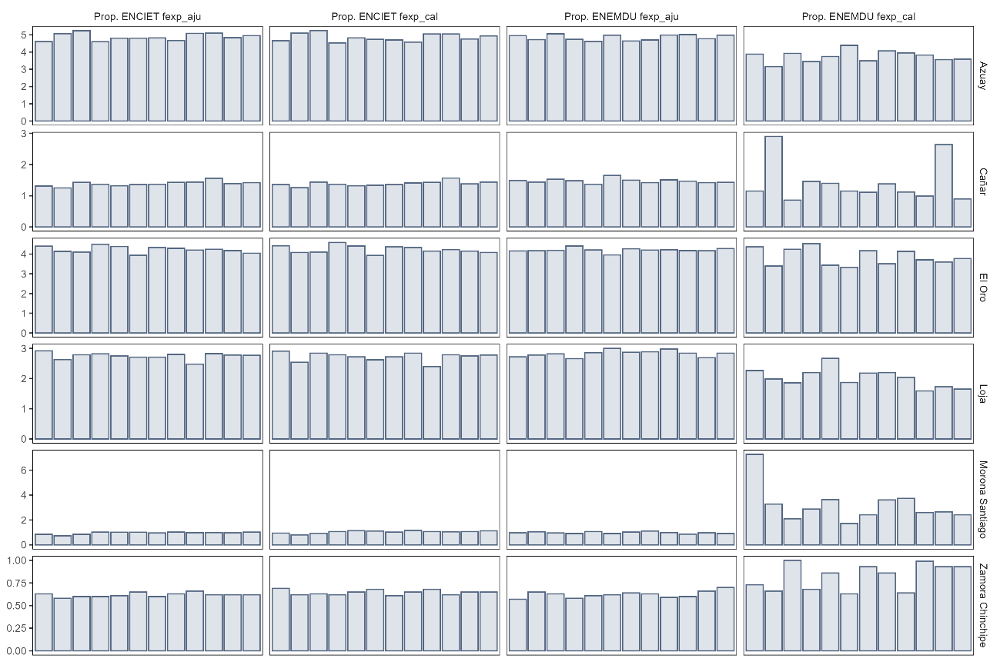 Prop. ENCIET fexp_aju
Prop. ENCIET fexp_cal
Prop. ENEMDU fexp_aju
Prop. ENEMDU fexp_cal
5
4
3
2
1
0
Azuay
3
2
1
0
Cañar
4
3
2
1
0
El Oro
3
2
1
0
Loja
6
4
2
0
Morona Santiago
1.00
0.75
0.50
0.25
0.00
Zamora Chinchipe